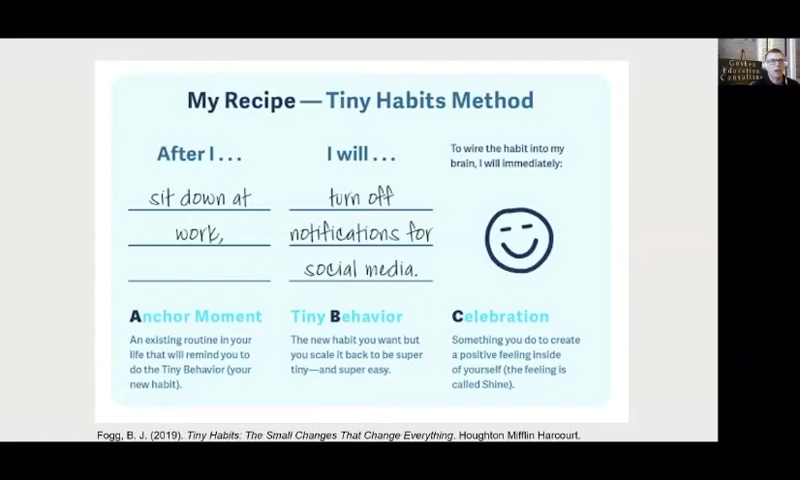 My Recipe — Tiny Habits Method
After I . . .
sit down at
work,
I will . . .
turn off
notifications for
social media.
To wire the habit into my
brain, I will immediately:
Anchor Moment
An existing routine in your
life that will remind you to
do the Tiny Behavior (your
new habit).
Tiny Behavior
The new habit you want but
you scale it back to be super
tiny—and super easy.
Celebration
Something you do to create
a positive feeling inside
of yourself (the feeling is
called Shine).
Fogg, B. J. (2019). Tiny Habits: The Small Changes That Change Everything. Houghton Mifflin Harcourt.
Education